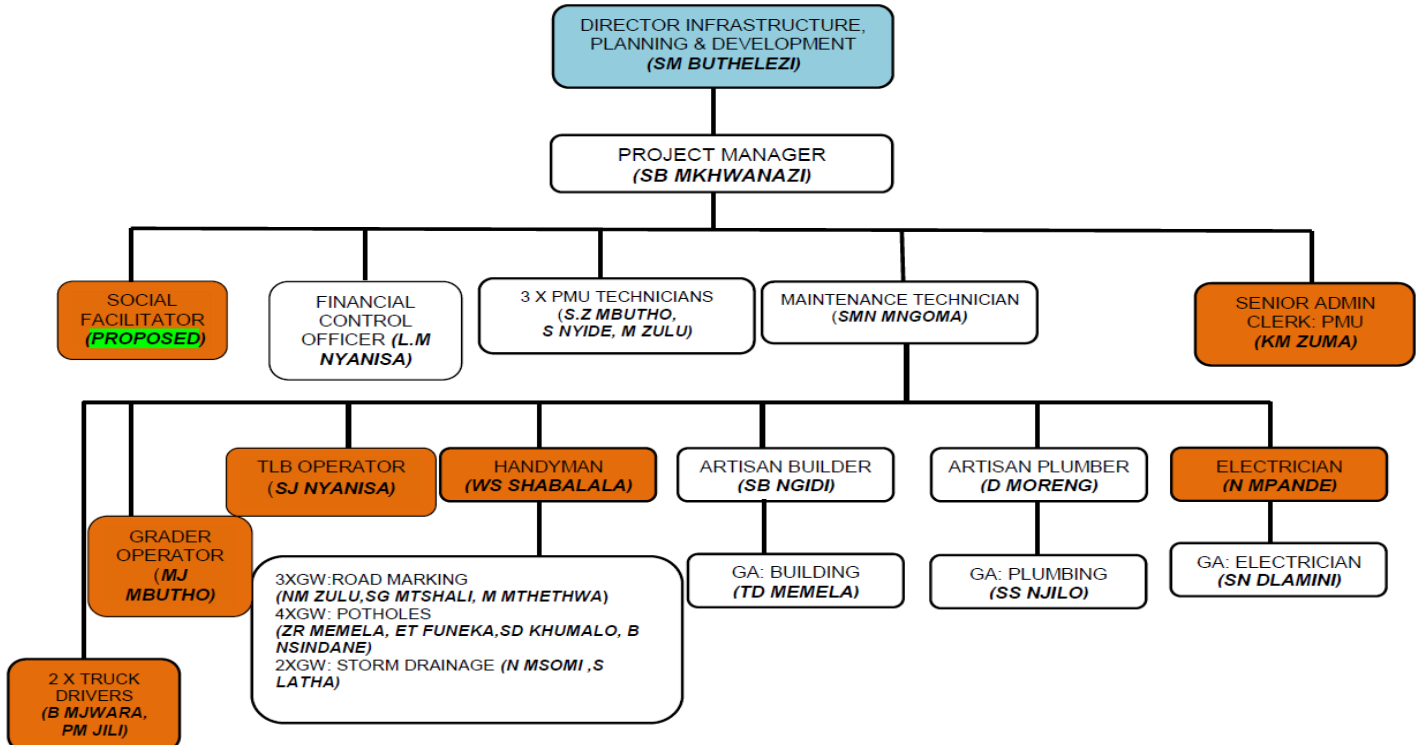 DIRECTOR INFRASTRUCTURE,
PLANNING & DEVELOPMENT
(SM BUTHELEZI)
PROJECT MANAGER
(SB MKHWANAZI)
SOCIAL
FACILITATOR
(PROPOSED)
FINANCIAL
CONTROL
OFFICER (L.M
NYANISA)
3 X PMU TECHNICIANS
(S.Z MBUTHO,
S NYIDE, M ZULU)
MAINTENANCE TECHNICIAN
(SMN MNGOMA)
SENIOR ADMIN
CLERK: PMU
(KM ZUMA)
TLB OPERATOR
(SJ NYANISA)
HANDYMAN
(WS SHABALALA)
ARTISAN BUILDER
(SB NGIDI)
ARTISAN PLUMBER
(D MORENG)
ELECTRICIAN
(N MPANDE)
GRADER
OPERATOR
(MJ
MBUTHO)
3XGW:ROAD MARKING
(NM ZULU,SG MTSHALI, M MTHETHWA)
4XGW: POTHOLES
(ZR MEMELA, ET FUNEKA,SD KHUMALO, B
NSINDANE)
2XGW: STORM DRAINAGE (N MSOMI ,S
LATHA)
GA: BUILDING
(TD MEMELA)
GA: PLUMBING
(SS NJILO)
GA: ELECTRICIAN
(SN DLAMINI)
2 X TRUCK
DRIVERS
(B MJWARA,
PM JILI)